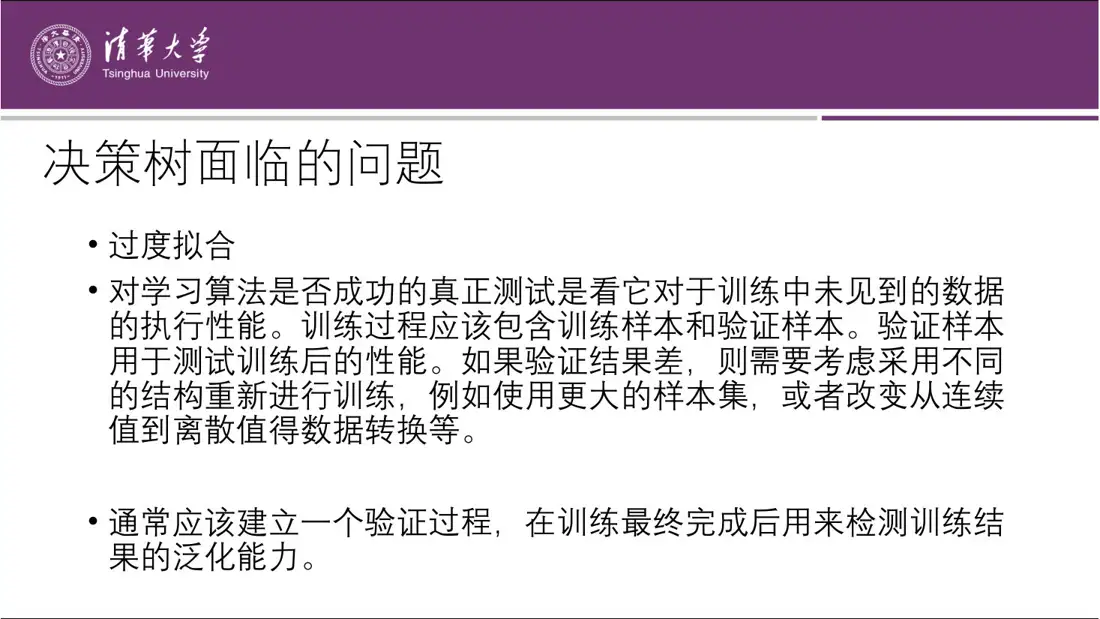 清华大学
Tsinghua University
决策树面临的问题
• 过度拟合
• 对学习算法是否成功的真正测试是看它对于训练中未见到的数据
的执行性能。训练过程应该包含训练样本和验证样本。验证样本
用于测试训练后的性能。如果验证结果差，则需要考虑采用不同
的结构重新进行训练，例如使用更大的样本集，或者改变从连续
值到离散值得数据转换等。
• 通常应该建立一个验证过程，在训练最终完成后用来检测训练结
果的泛化能力。